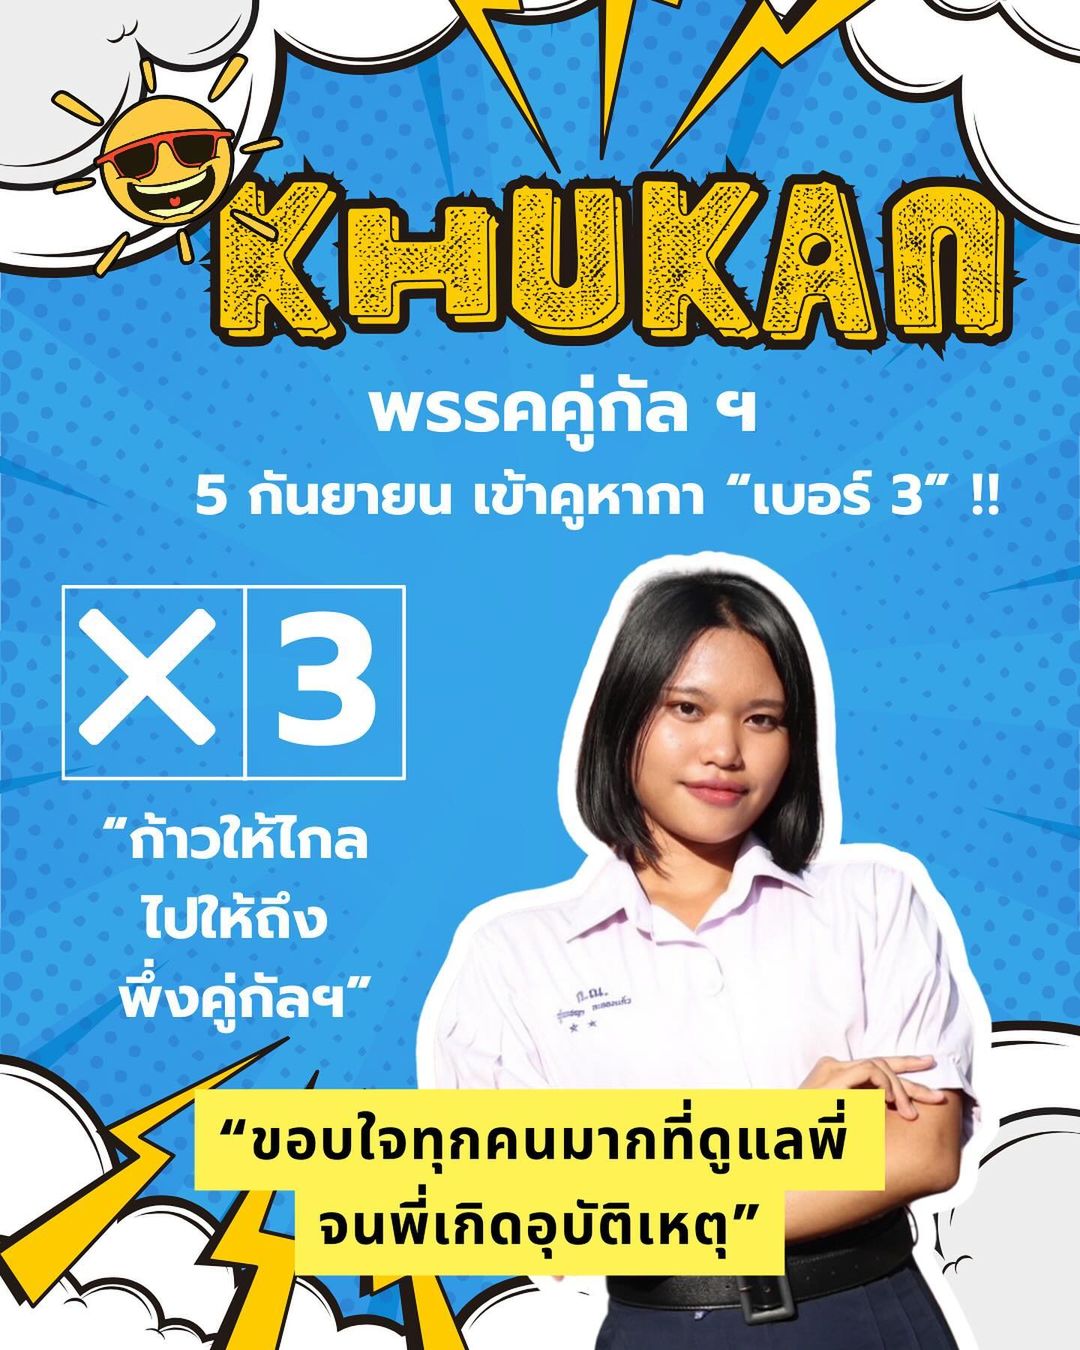 KHUKAN
พรรคคู่กัล ฯ
5 กันยายน เข้าคูหากา “เบอร์ 3” !!
X 3
“ก้าวให้ไกล
ไปให้ถึง
พึ่งคู่กัลฯ”
ก.ณ.
“ขอบใจทุกคนมากที่ดูแลพี่
จนพี่เกิดอุบัติเหตุ”